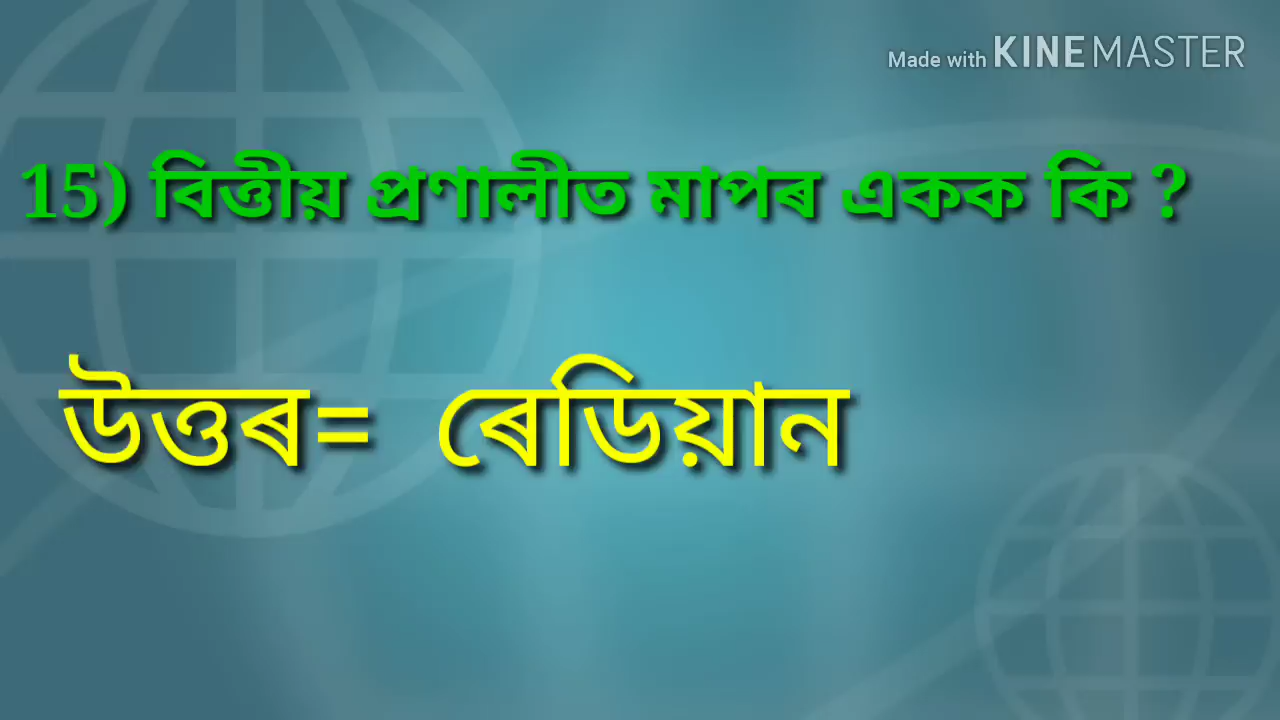 Made with KINEMASTER
15) বিত্তীয় প্ৰণালীত মাপৰ একক কি ?
উত্তৰ= ৰেডিয়ান